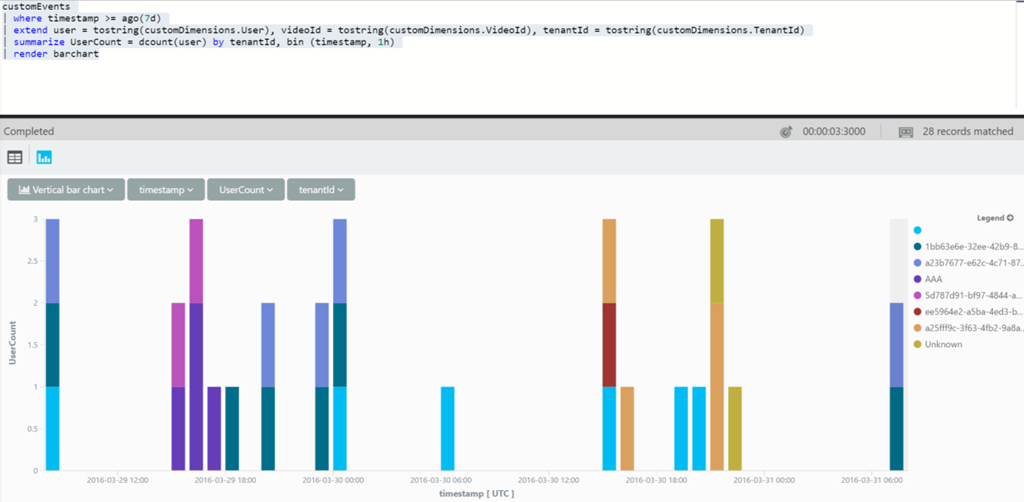 customEvents
| where timestamp >= ago(7d)
| extend user = tostring(customDimensions.User), videoId = tostring(customDimensions.VideoId), tenantId = tostring(customDimensions.TenantId)
| summarize UserCount = dcount(user) by tenantId, bin (timestamp, 1h)
| render barchart
Completed
00:00:03:3000
28 records matched
Vertical bar chart
timestamp
UserCount
tenantId
Legend
1bb63e6e-32ee-42b9-8...
a23b7677-e62c-4c71-87...
AAA
5d787d91-bf97-4844-a...
ee5964e2-a5ba-4ed3-b...
a25fff9c-3f63-4fb2-9a8a...
Unknown
UserCount
3
2.5
2
1.5
1
0.5
0
2016-03-29 12:00
2016-03-29 18:00
2016-03-30 00:00
2016-03-30 06:00
2016-03-30 12:00
2016-03-30 18:00
2016-03-31 00:00
2016-03-31 06:00
timestamp [ UTC ]